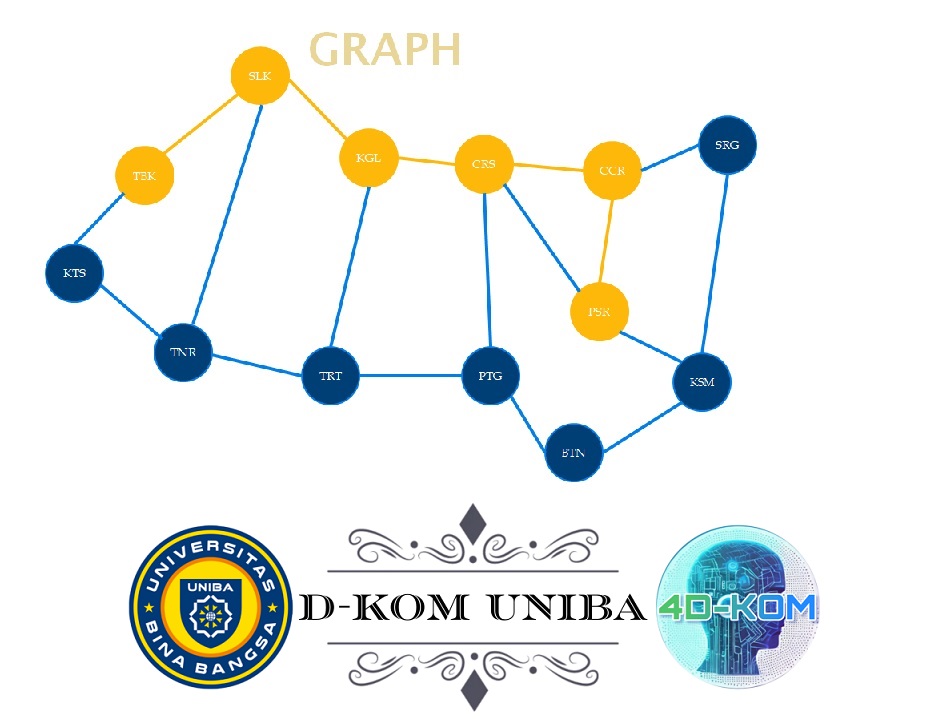 GRAPH
SLK
SRG
KGL
CRS
CCR
TBK
KTS
PSR
TNR
TRT
PTG
KSM
BTN
UNIVERSITAS
UNIBA
BINA BANGSA
D-KOM UNIBA
4D-KOM